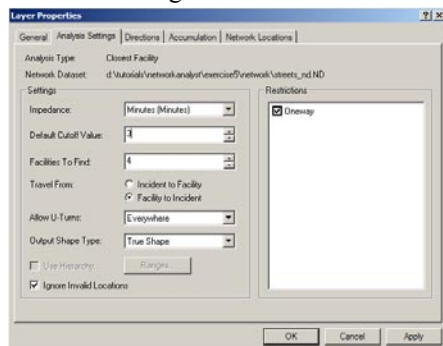 Layer Properties
General Analysis Settings Directions Accumulation Network Locations
Analysis Type: Closest Facility
Network Dataset: d:\tutorials\networkanalyst\exercise5\network\streets_nd.ND
Settings
Impedance: Minutes (Minutes)
Default Cutoff Value: 3
Facilities To Find: 4
Travel From: Incident to Facility
Facility to Incident
Allow U-Turns: Everywhere
Output Shape Type: True Shape
Use Hierarchy Ranges...
Ignore Invalid Locations
Restrictions
Oneway
OK Cancel Apply